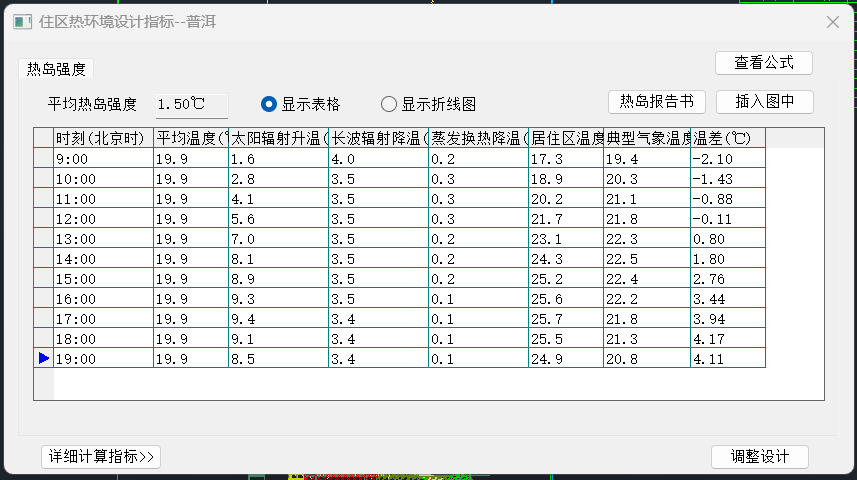 住区热环境设计指标--普洱
查看公式
热岛强度
平均热岛强度 1.50℃ 显示表格 显示折线图 热岛报告书 插入图中
时刻(北京时) 平均温度(℃ 太阳辐射升温( 长波辐射降温( 蒸发换热降温( 居住区温度 典型气象温度 温差(℃)
9:00 19.9 1.6 4.0 0.2 17.3 19.4 -2.10
10:00 19.9 2.8 3.5 0.3 18.9 20.3 -1.43
11:00 19.9 4.1 3.5 0.3 20.2 21.1 -0.88
12:00 19.9 5.6 3.5 0.3 21.7 21.8 -0.11
13:00 19.9 7.0 3.5 0.2 23.1 22.3 0.80
14:00 19.9 8.1 3.5 0.2 24.3 22.5 1.80
15:00 19.9 8.9 3.5 0.2 25.2 22.4 2.76
16:00 19.9 9.3 3.5 0.1 25.6 22.2 3.44
17:00 19.9 9.4 3.4 0.1 25.7 21.8 3.94
18:00 19.9 9.1 3.4 0.1 25.5 21.3 4.17
19:00 19.9 8.5 3.4 0.1 24.9 20.8 4.11
详细计算指标>> 调整设计